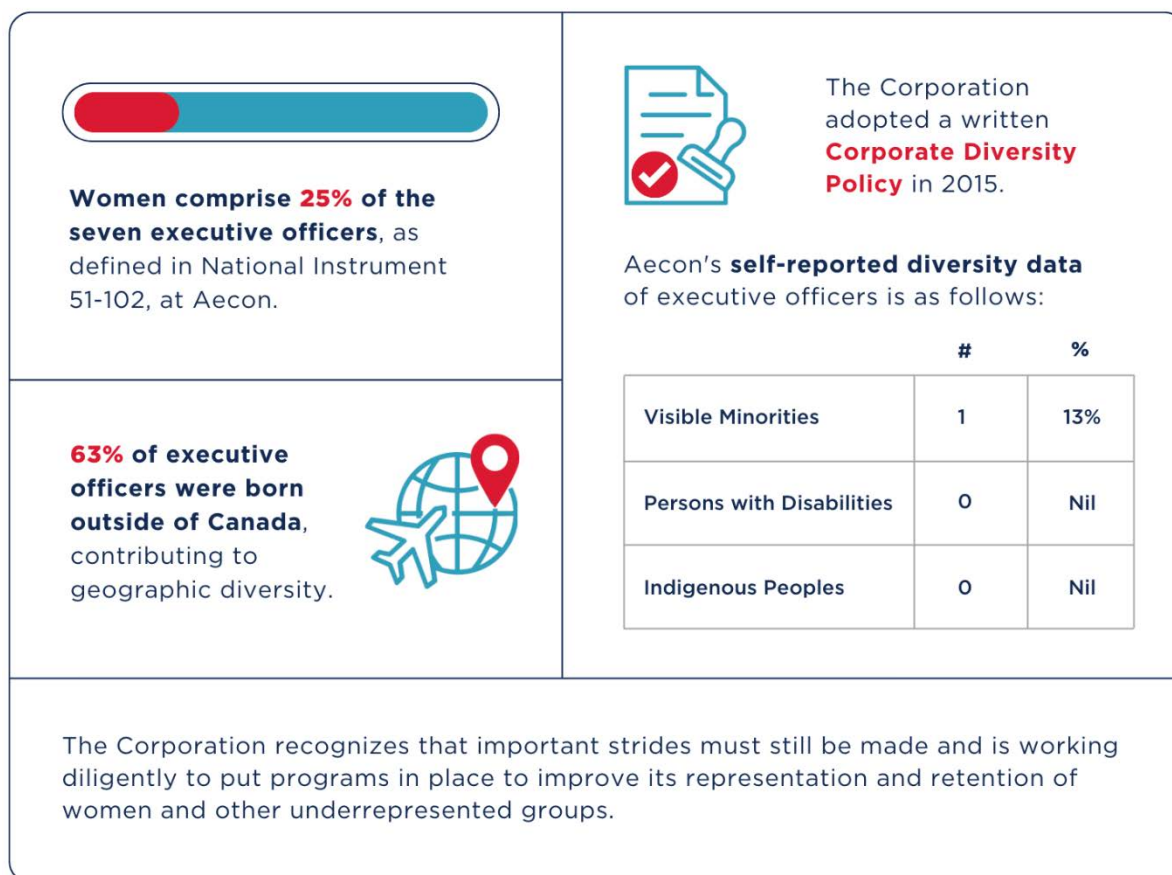 Women comprise 25% of the
seven executive officers, as
defined in National Instrument
51-102, at Aecon.
63% of executive
officers were born
outside of Canada,
contributing to
geographic diversity.
The Corporation
adopted a written
Corporate Diversity
Policy in 2015.
Aecon's self-reported diversity data
of executive officers is as follows:
# %
Visible Minorities 1 13%
Persons with Disabilities 0 Nil
Indigenous Peoples 0 Nil
The Corporation recognizes that important strides must still be made and is working
diligently to put programs in place to improve its representation and retention of
women and other underrepresented groups.